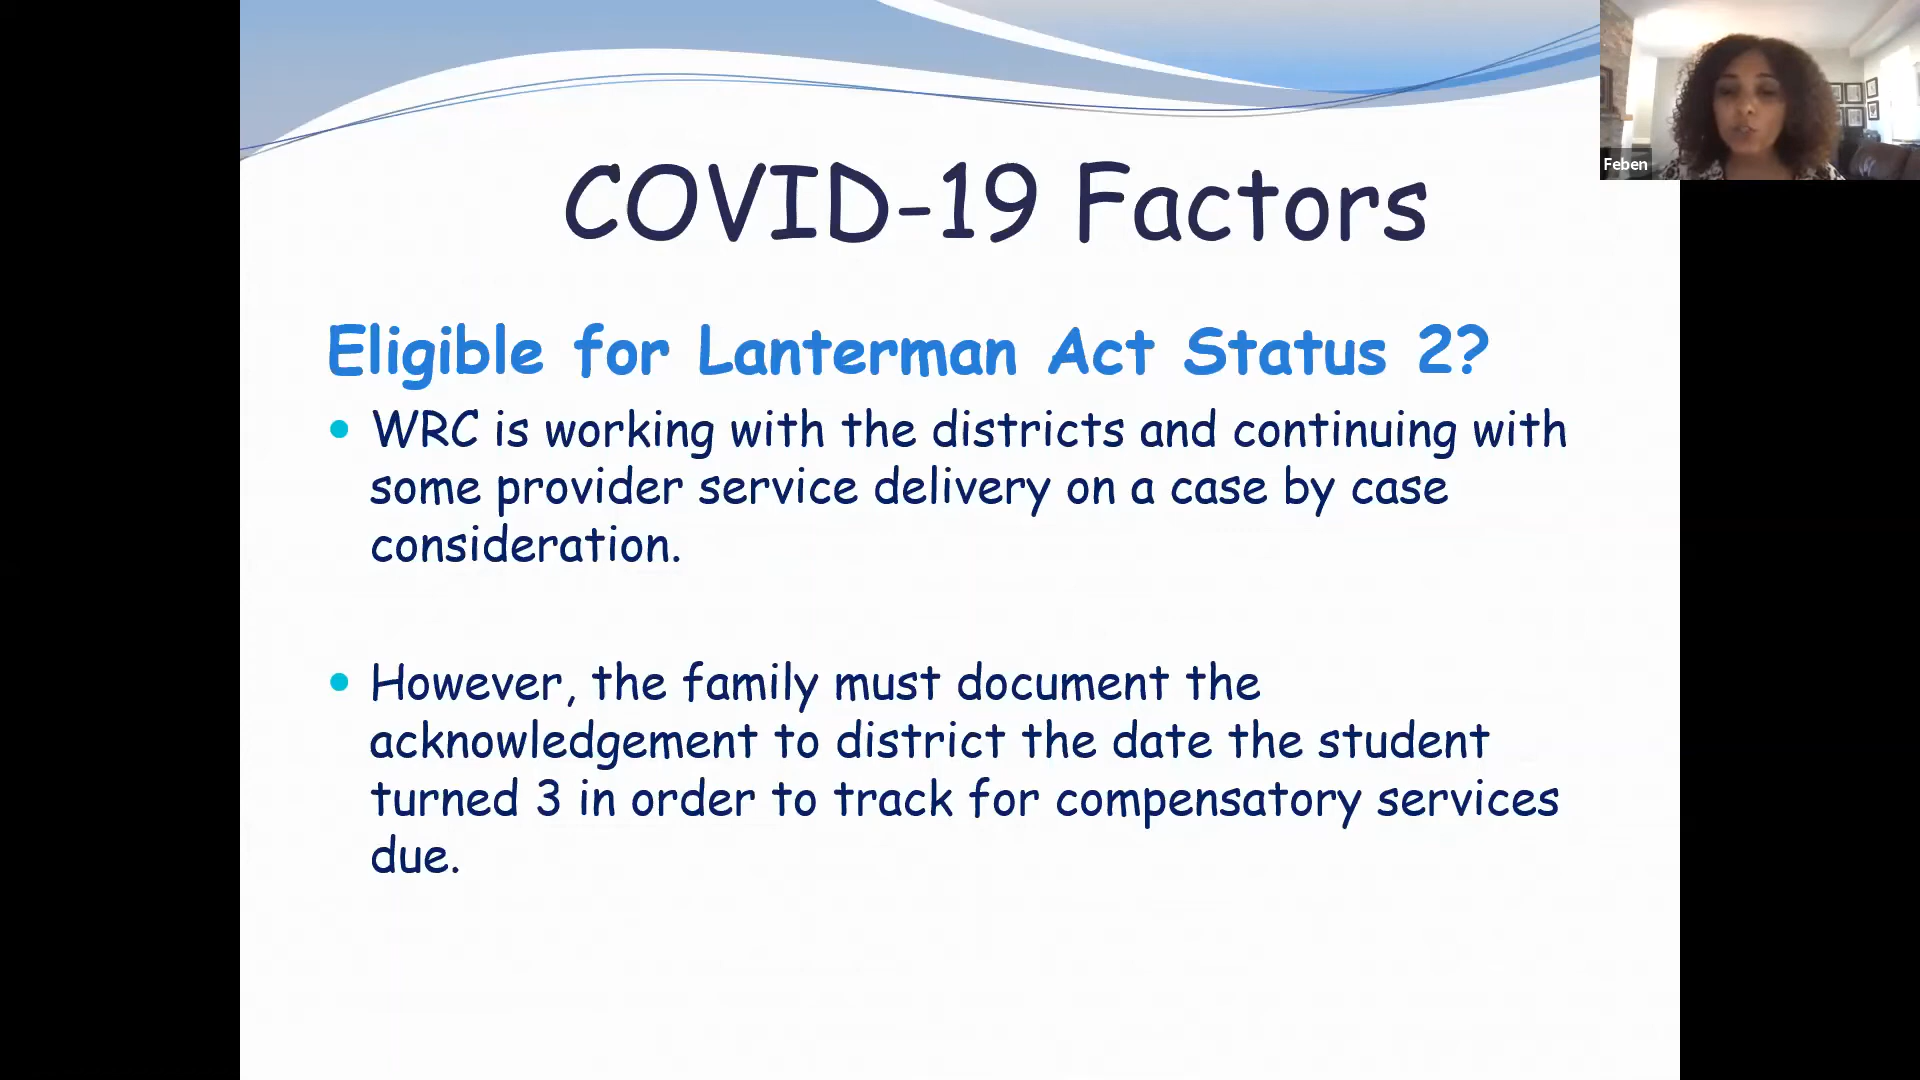 COVID-19 Factors
Feben
Eligible for Lanterman Act Status 2?
• WRC is working with the districts and continuing with
some provider service delivery on a case by case
consideration.
• However, the family must document the
acknowledgement to district the date the student
turned 3 in order to track for compensatory services
due.